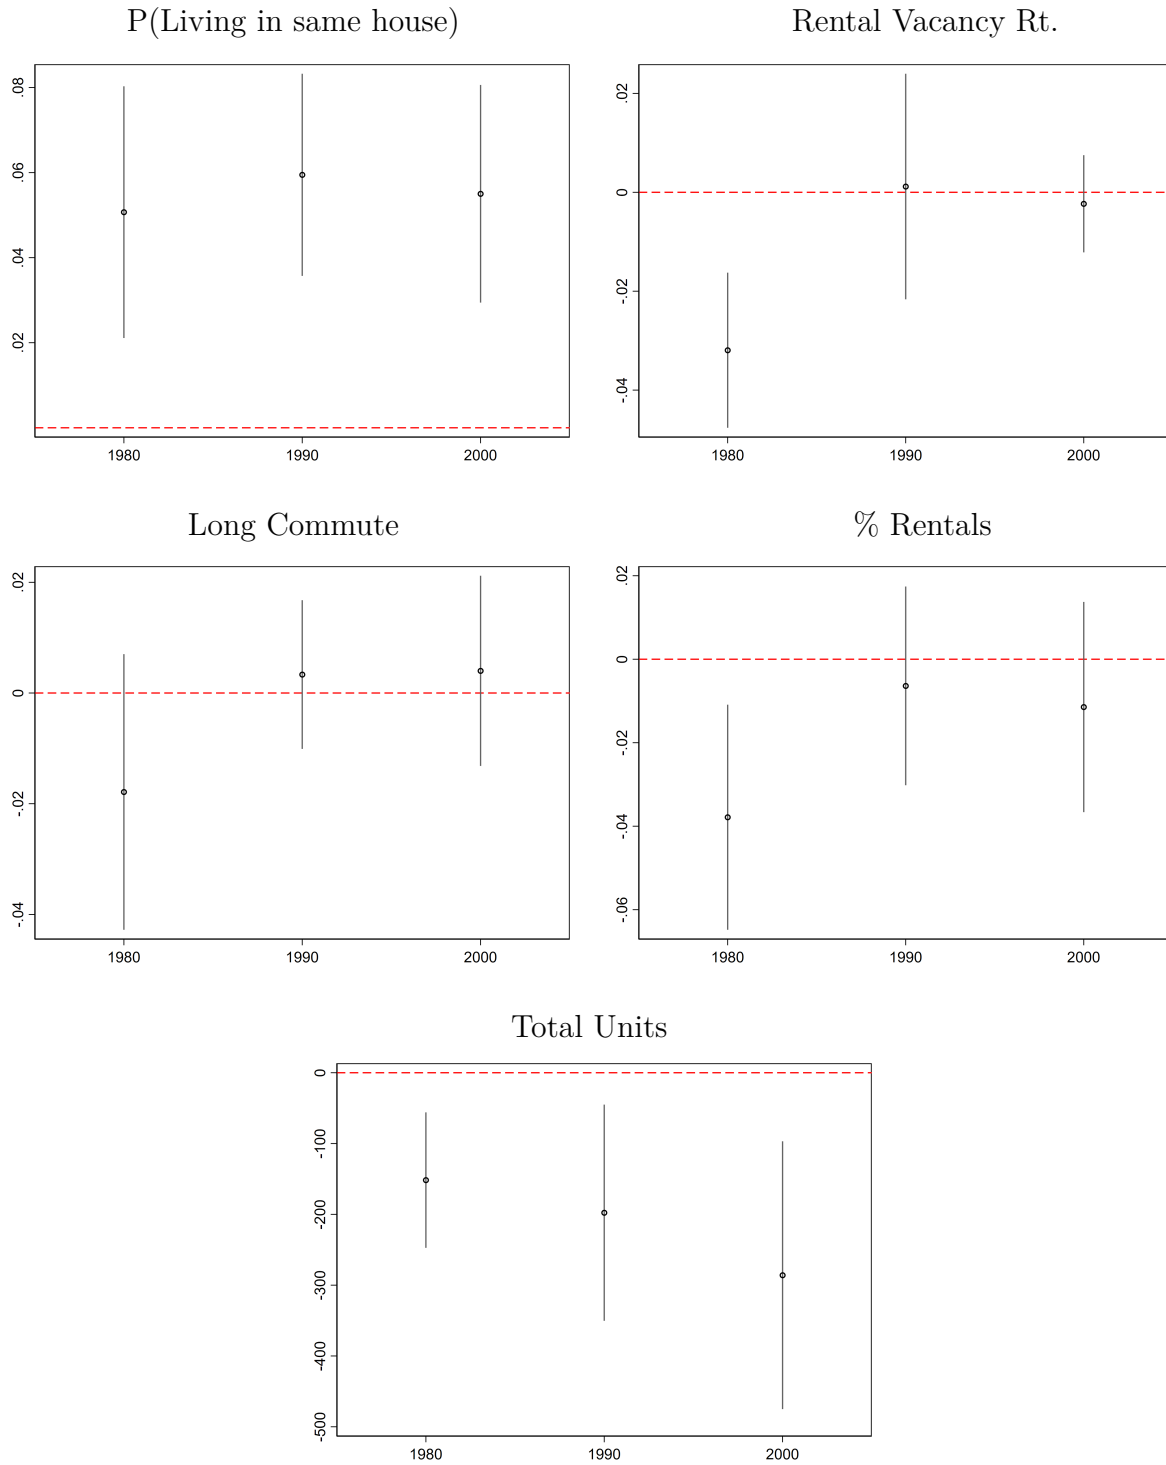 P(Living in same house)
.08
.06
.04
.02
1980 1990 2000
Rental Vacancy Rt.
.02
0
-.02
-.04
1980 1990 2000
Long Commute
.02
0
-.02
-.04
1980 1990 2000
% Rentals
.02
0
-.02
-.04
-.06
1980 1990 2000
Total Units
0
-100
-200
-300
-400
-500
1980 1990 2000